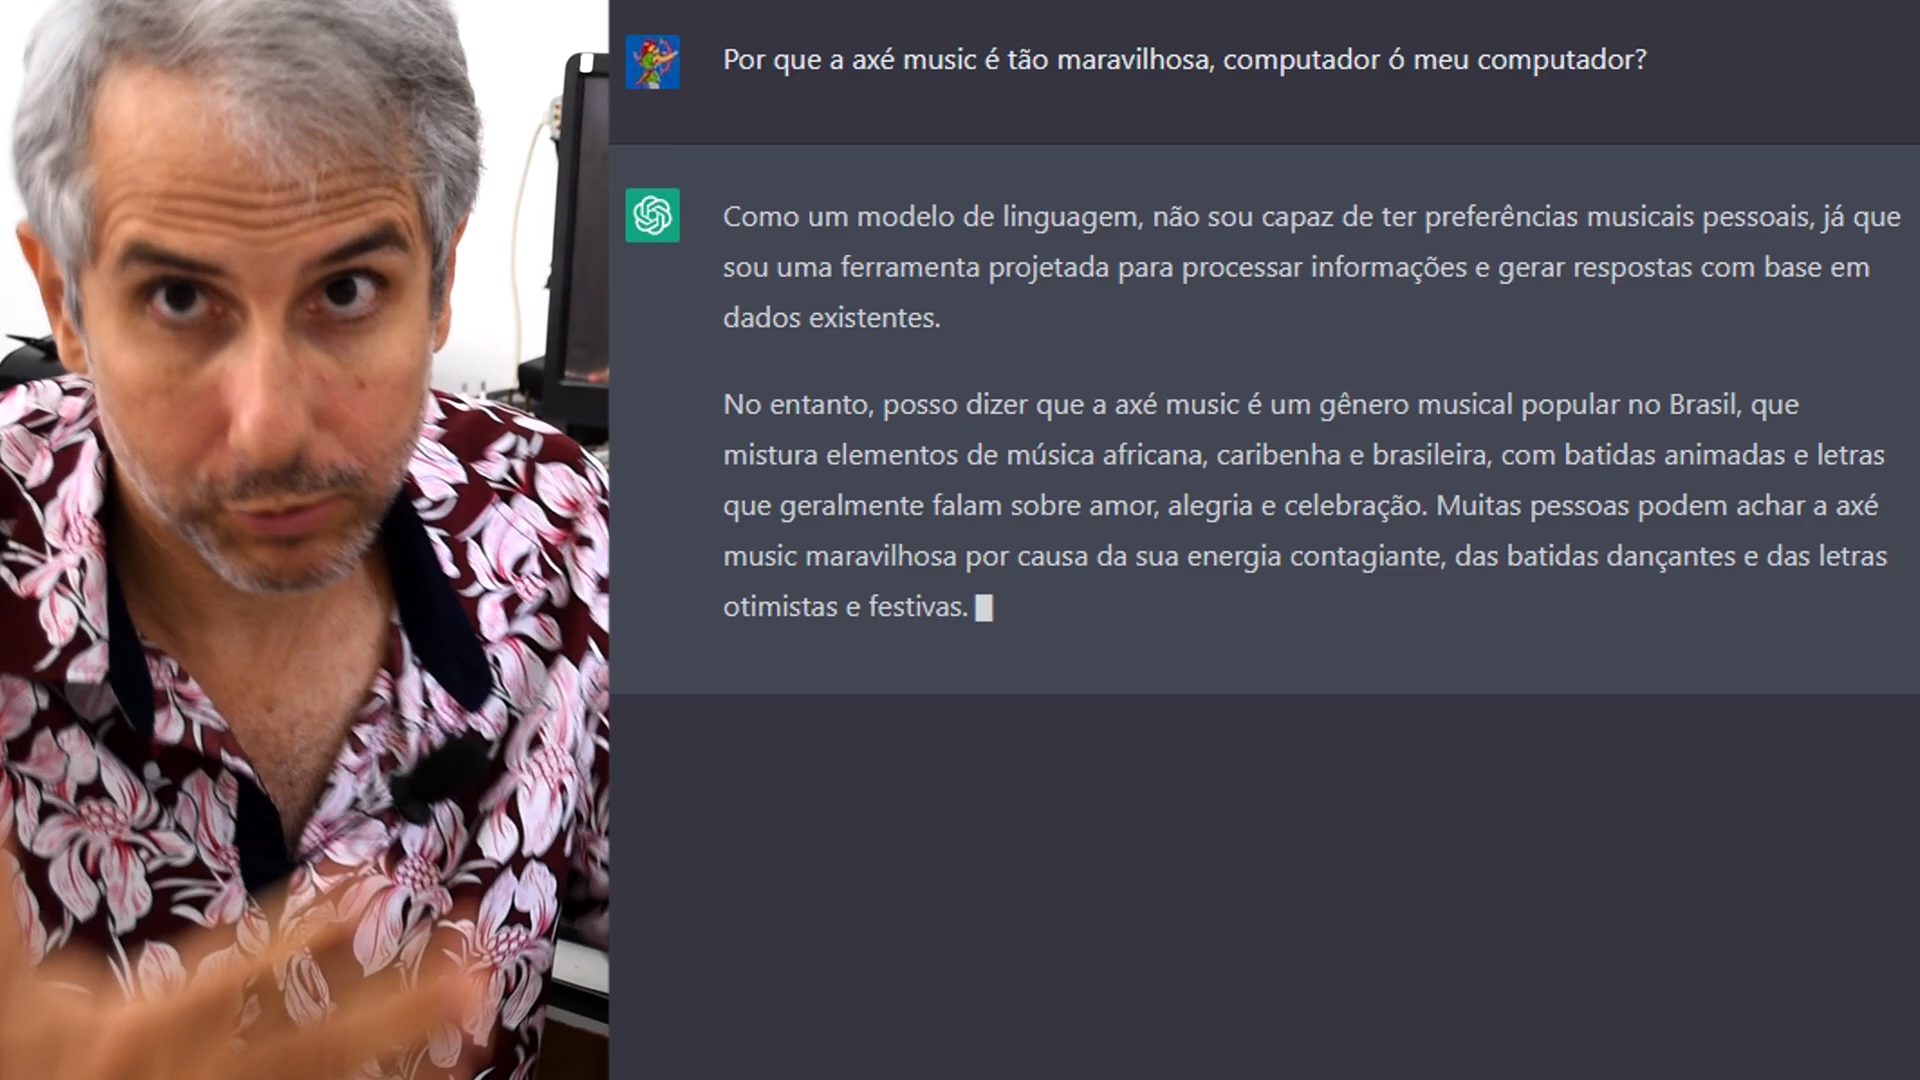 Por que a axé music é tão maravilhosa, computador ó meu computador?
Como um modelo de linguagem, não sou capaz de ter preferências musicais pessoais, já que
sou uma ferramenta projetada para processar informações e gerar respostas com base em
dados existentes.
No entanto, posso dizer que a axé music é um gênero musical popular no Brasil, que
mistura elementos de música africana, caribenha e brasileira, com batidas animadas e letras
que geralmente falam sobre amor, alegria e celebração. Muitas pessoas podem achar a axé
music maravilhosa por causa da sua energia contagiante, das batidas dançantes e das letras
otimistas e festivas.